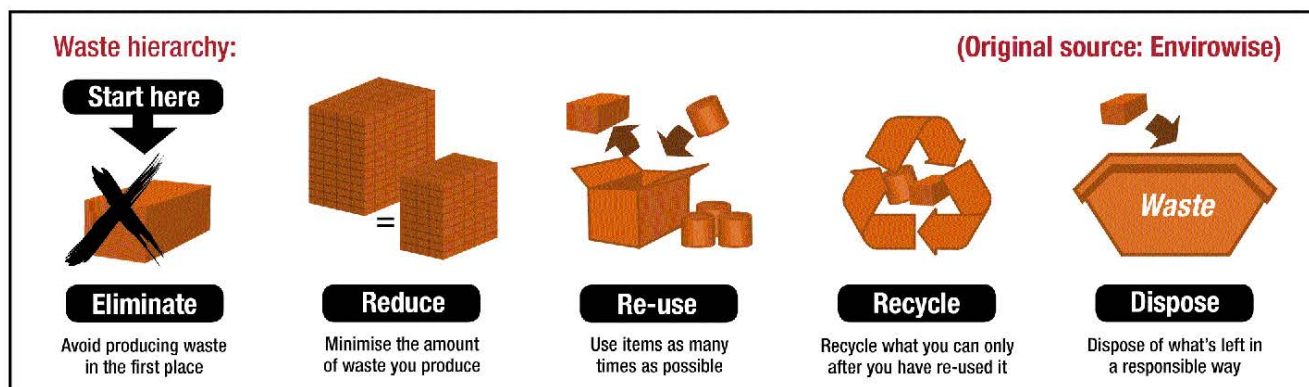 Waste hierarchy:
(Original source: Envirowise)
Start here
=
Waste
Eliminate
Avoid producing waste
in the first place
Reduce
Minimise the amount
of waste you produce
Re-use
Use items as many
times as possible
Recycle
Recycle what you can only
after you have re-used it
Dispose
Dispose of what's left in
a responsible way